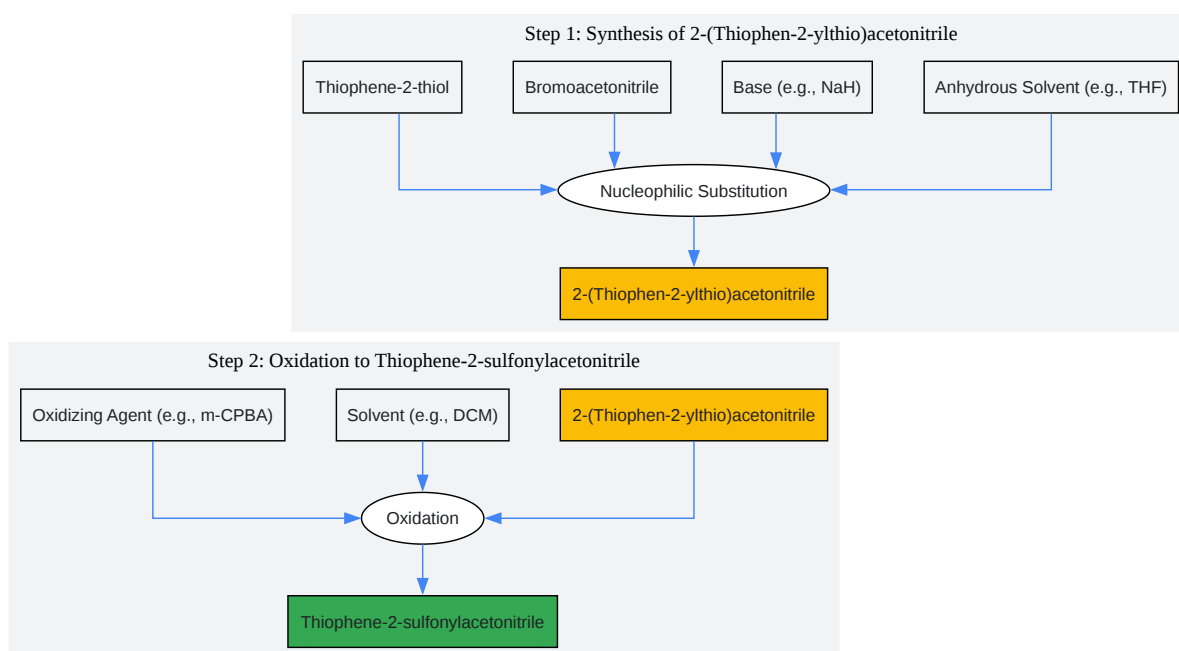 Step 1: Synthesis of 2-(Thiophen-2-ylthio)acetonitrile
Thiophene-2-thiol
Bromoacetonitrile
Base (e.g., NaH)
Anhydrous Solvent (e.g., THF)
Nucleophilic Substitution
2-(Thiophen-2-ylthio)acetonitrile
Step 2: Oxidation to Thiophene-2-sulfonylacetonitrile
Oxidizing Agent (e.g., m-CPBA)
Solvent (e.g., DCM)
2-(Thiophen-2-ylthio)acetonitrile
Oxidation
Thiophene-2-sulfonylacetonitrile